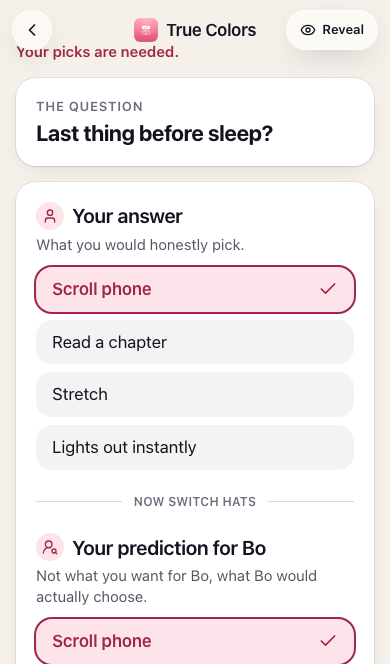 True Colors
Reveal
Your picks are needed.
THE QUESTION
Last thing before sleep?
Your answer
What you would honestly pick.
Scroll phone
Read a chapter
Stretch
Lights out instantly
NOW SWITCH HATS
Your prediction for Bo
Not what you want for Bo, what Bo would
actually choose.
Scroll phone